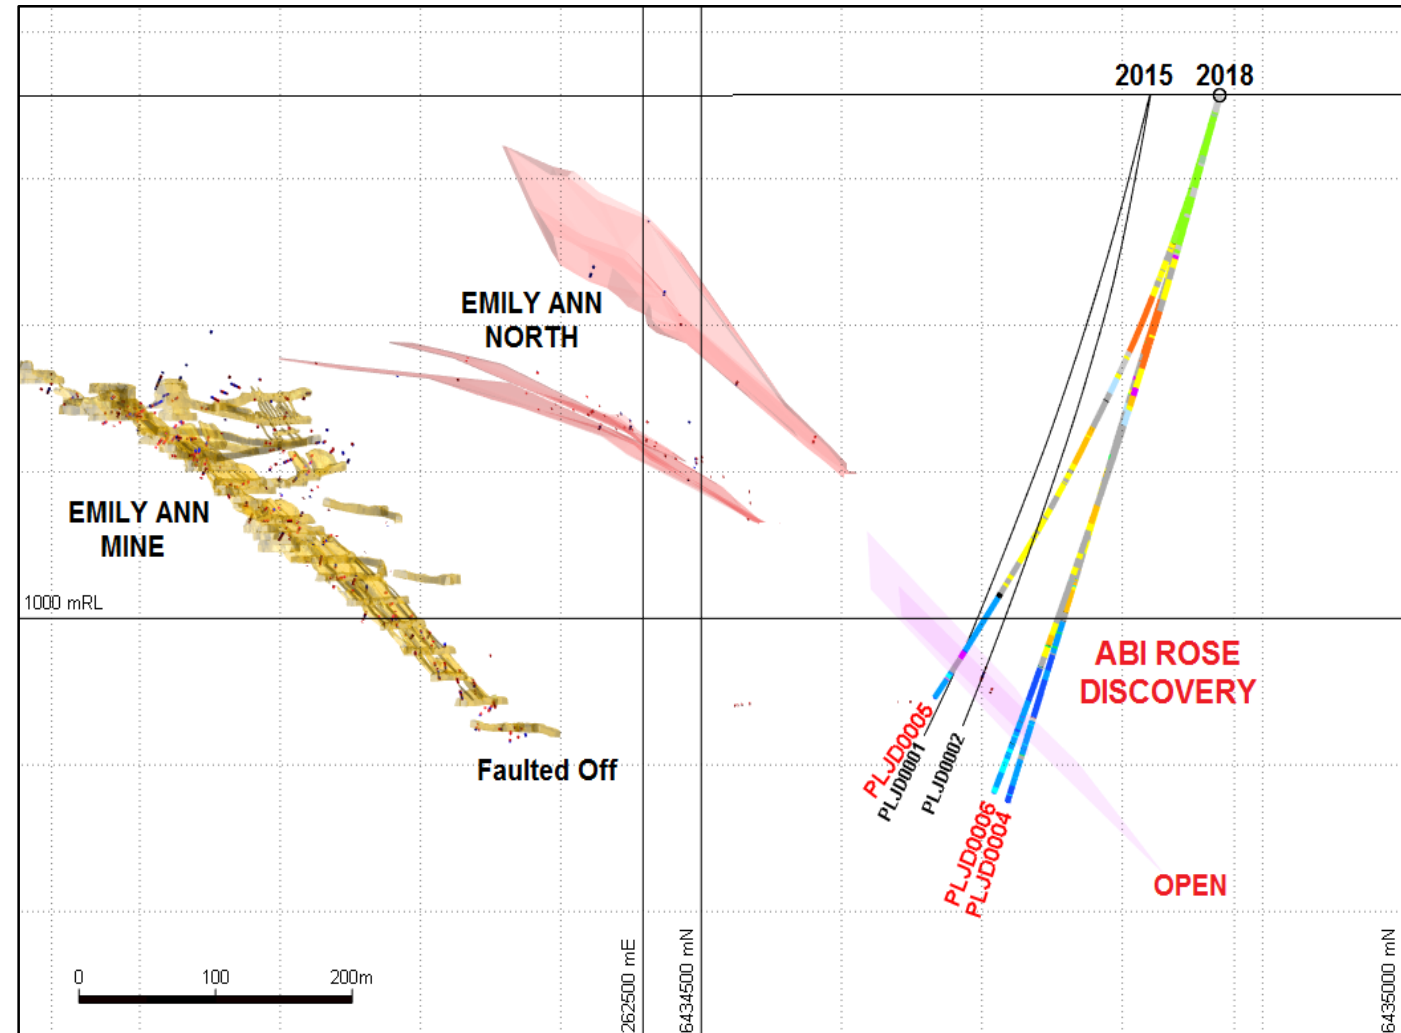 2015 2018
EMILY ANN
NORTH
EMILY ANN
MINE
1000 mRL
ABI ROSE
DISCOVERY
PLJD0005
PLJD0001
PLJD0002
Faulted Off
PLJD0006
PLJD0004
OPEN
0 100 200m
262500 mE
6434500 mN
6435000 mN